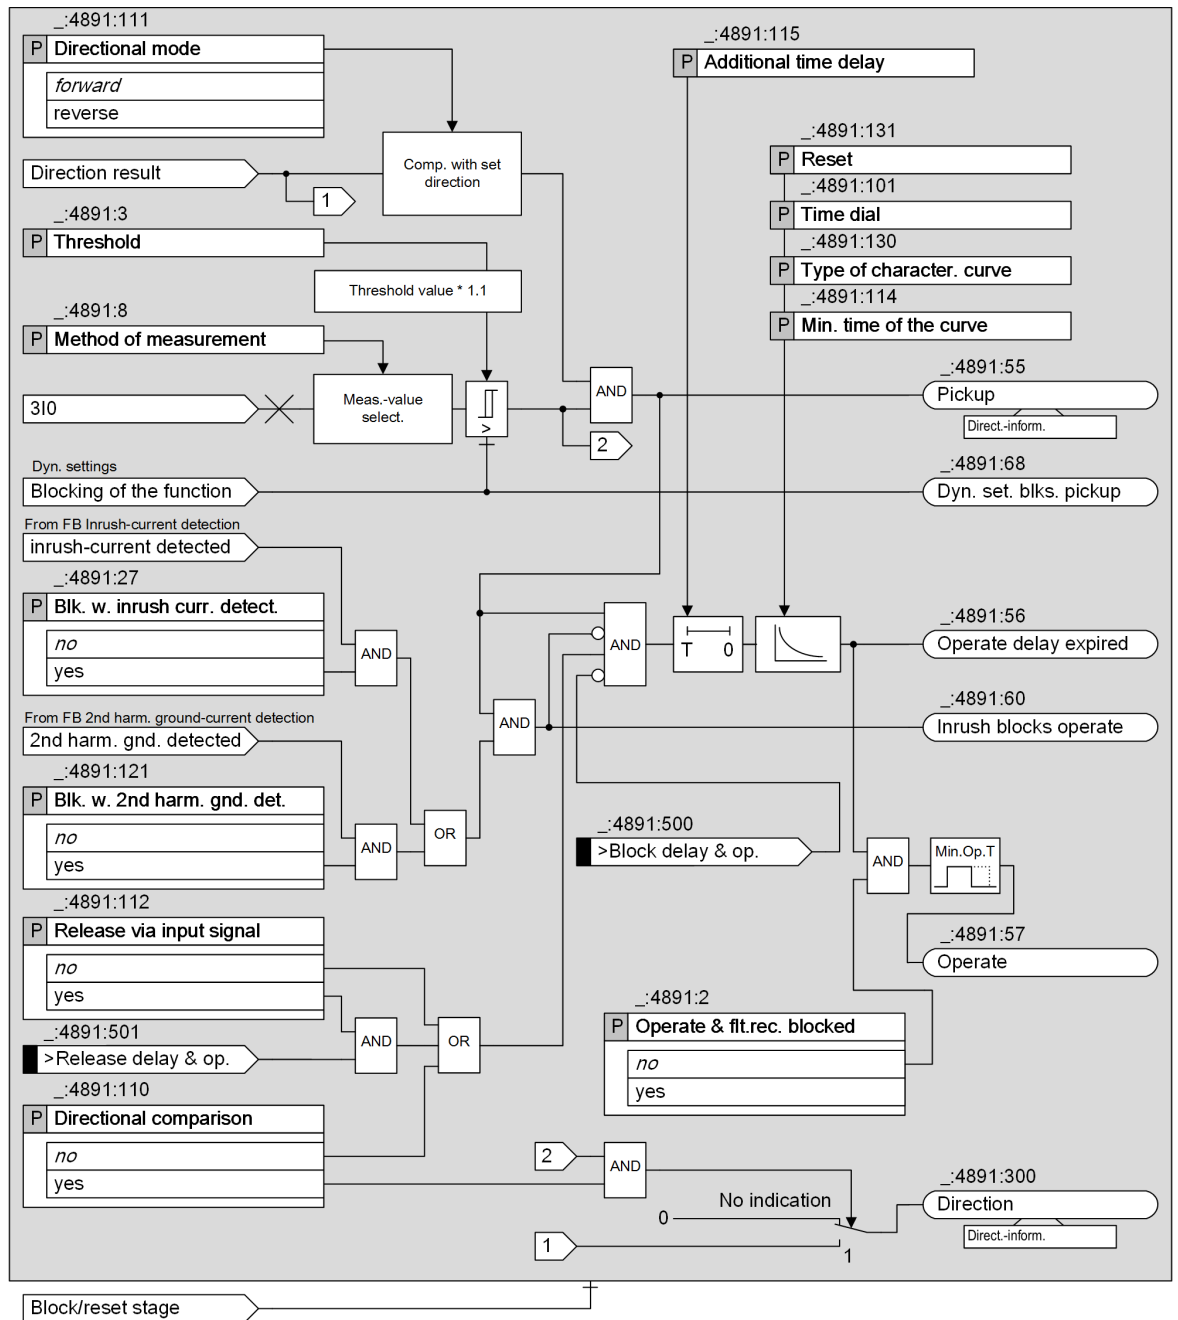 _:4891:111
P Directional mode
forward
reverse
_:4891:115
P Additional time delay
_:4891:131
P Reset
_:4891:101
P Time dial
_:4891:130
P Type of character. curve
_:4891:114
P Min. time of the curve
Direction result
Comp. with set
direction
1
_:4891:3
P Threshold
Threshold value * 1.1
_:4891:8
P Method of measurement
3I0
Meas.-value
select.
>
AND
2
_:4891:55
Pickup
Direct.-inform.
Dyn. settings
Blocking of the function
_:4891:68
Dyn. set. blks. pickup
From FB Inrush-current detection
inrush-current detected
_:4891:27
P Blk. w. inrush curr. detect.
no
yes
AND
AND
T 0
_:4891:56
Operate delay expired
From FB 2nd harm. ground-current detection
2nd harm. gnd. detected
AND
_:4891:60
Inrush blocks operate
_:4891:121
P Blk. w. 2nd harm. gnd. det.
no
yes
AND
OR
_:4891:500
>Block delay & op.
AND
Min.Op.T
_:4891:57
Operate
_:4891:112
P Release via input signal
no
yes
_:4891:501
>Release delay & op.
AND
OR
_:4891:2
P Operate & flt.rec. blocked
no
yes
_:4891:110
P Directional comparison
no
yes
2
AND
No indication
0
1
1
_:4891:300
Direction
Direct.-inform.
Block/reset stage